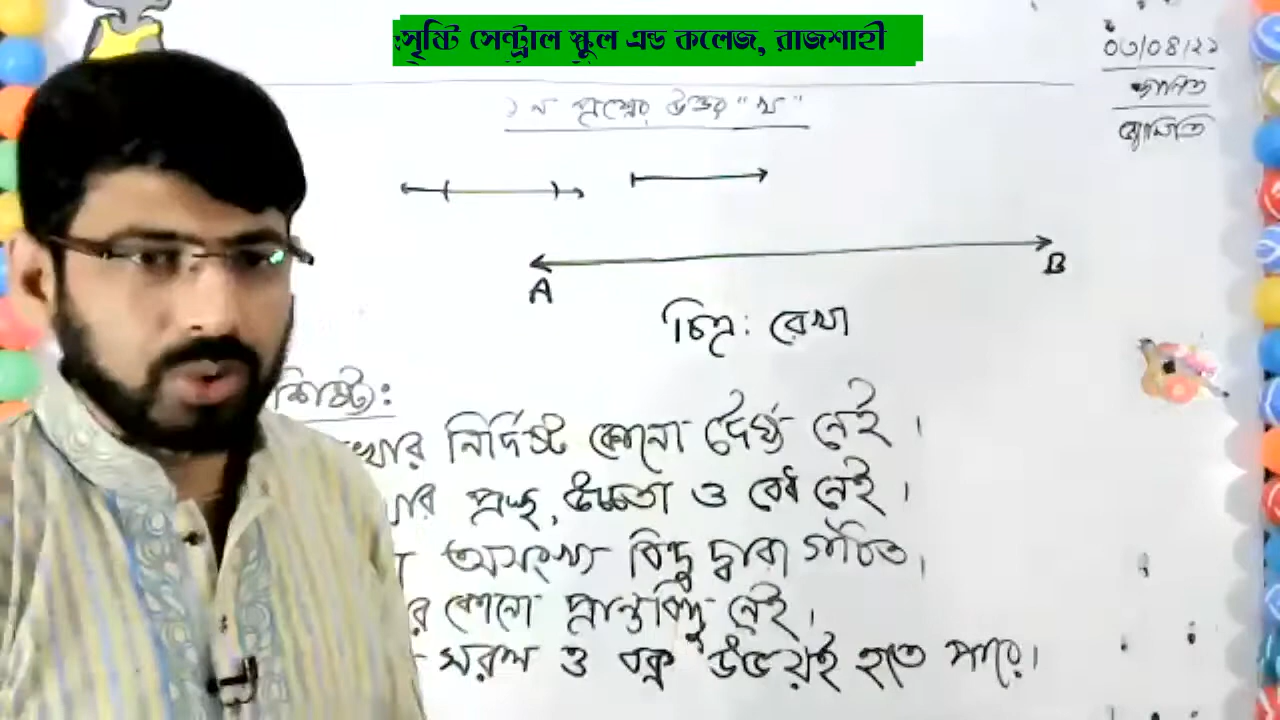 সৃষ্টি সেন্ট্রাল স্কুল এন্ড কলেজ, রাজশাহী
০৩/০৪/২১
গণিত
জ্যামিতি
১ নং প্রশ্নের উত্তর "খ"
A
B
চিত্র: রেখা
শিষ্ট্য:
খার নির্দিষ্ট কোনো দৈর্ঘ্য নেই।
ার প্রস্থ, উচ্চতা ও বেধ নেই।
অসংখ্য বিন্দু দ্বারা গঠিত।
র কোনো প্রান্তবিন্দু নেই।
সরল ও বক্র উভয়ই হতে পারে।